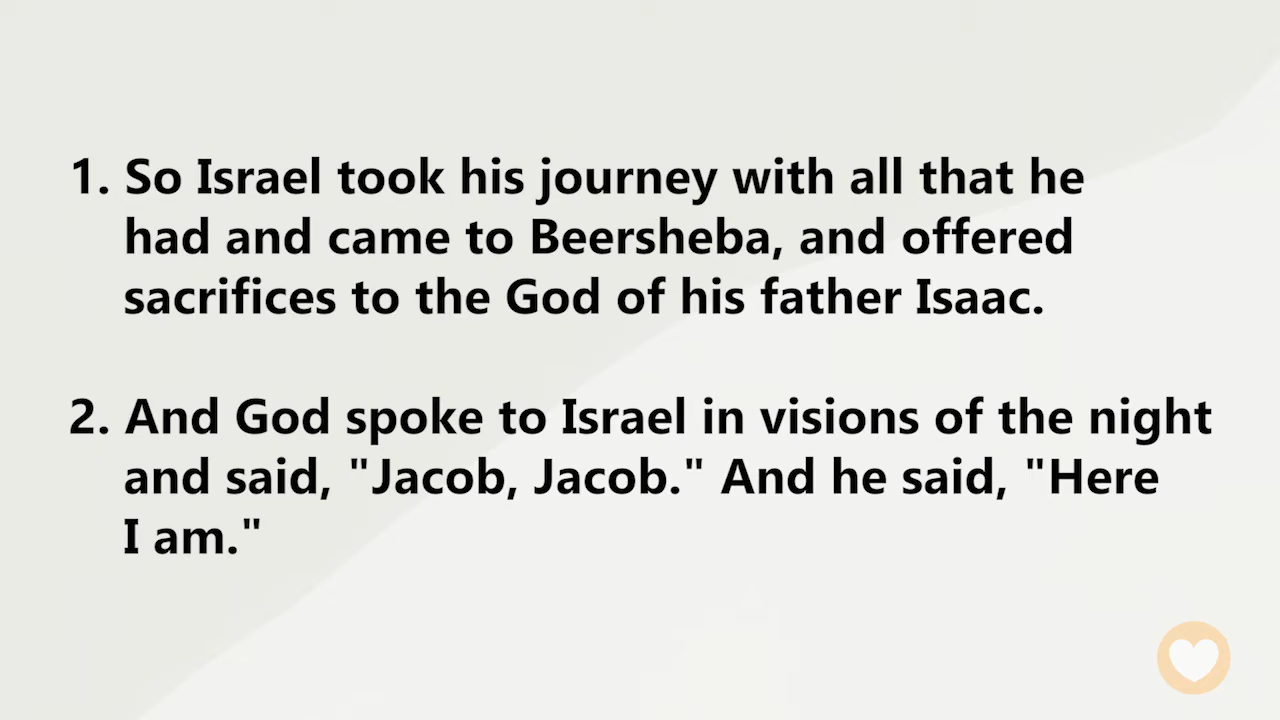 1. So Israel took his journey with all that he
had and came to Beersheba, and offered
sacrifices to the God of his father Isaac.
2. And God spoke to Israel in visions of the night
and said, "Jacob, Jacob." And he said, "Here
I am."